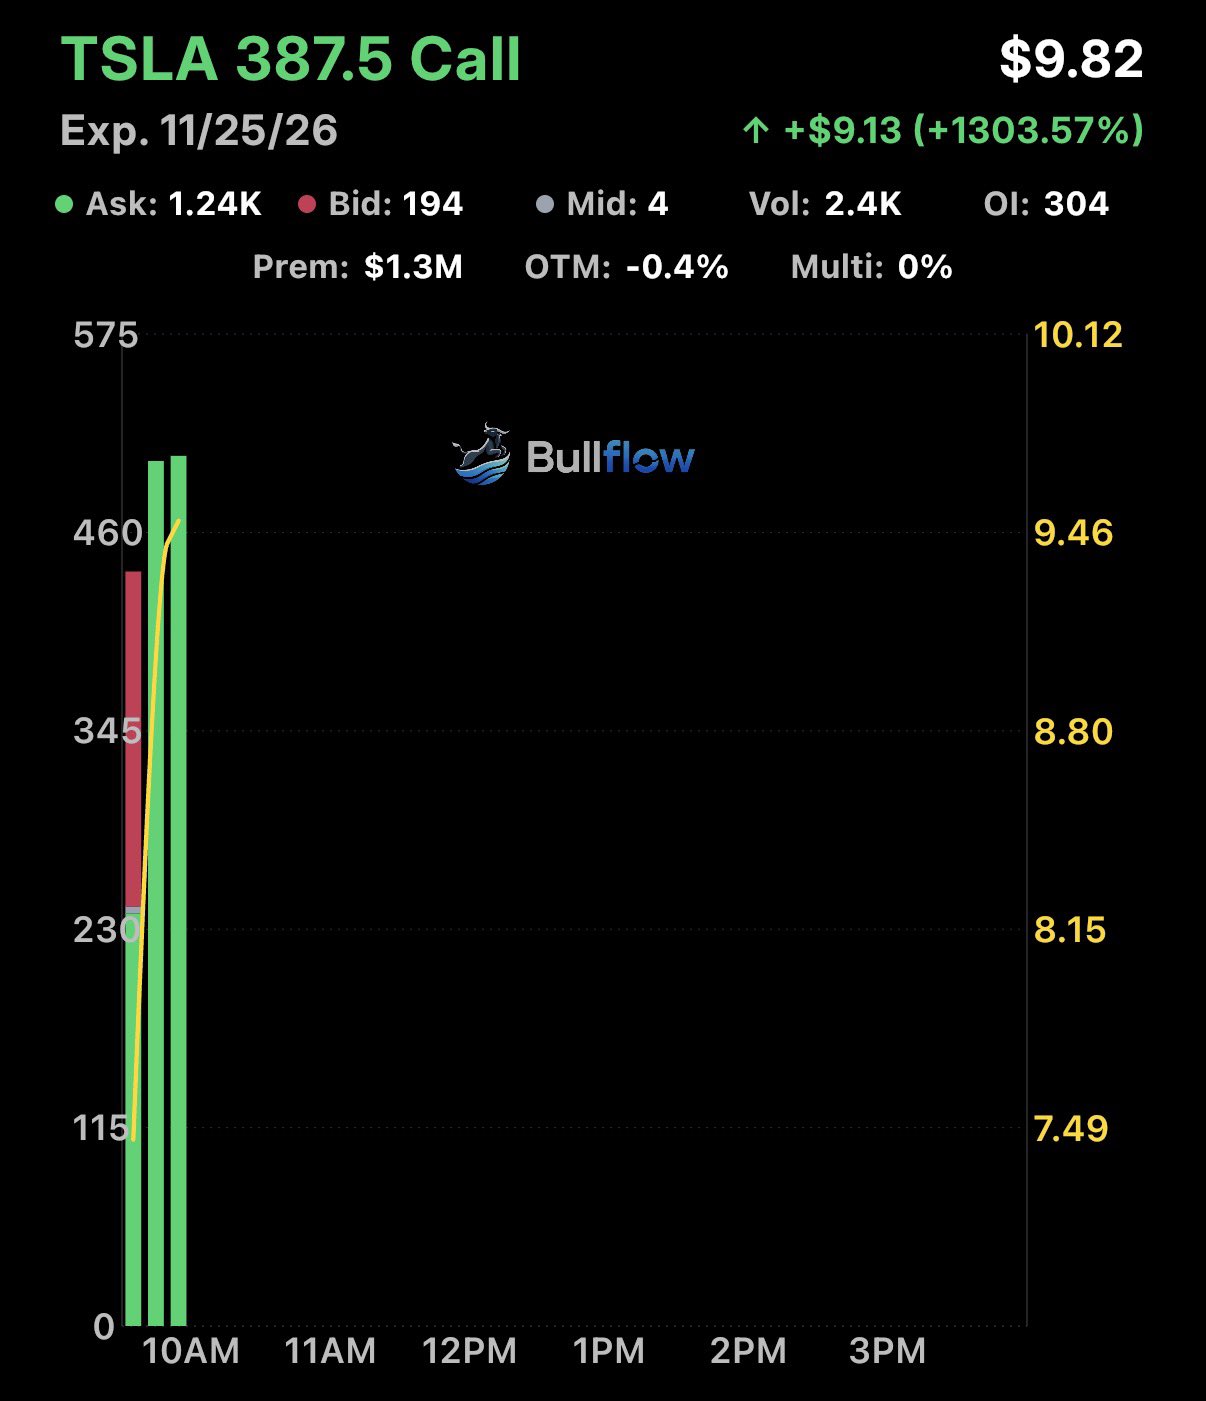 TSLA 387.5 Call $9.82
Exp. 11/25/26 ↑ +$9.13 (+1303.57%)
Ask: 1.24K Bid: 194 Mid: 4 Vol: 2.4K OI: 304
Prem: $1.3M OTM: -0.4% Multi: 0%
575 10.12
Bullflow
460 9.46
345 8.80
230 8.15
115 7.49
0
10AM 11AM 12PM 1PM 2PM 3PM